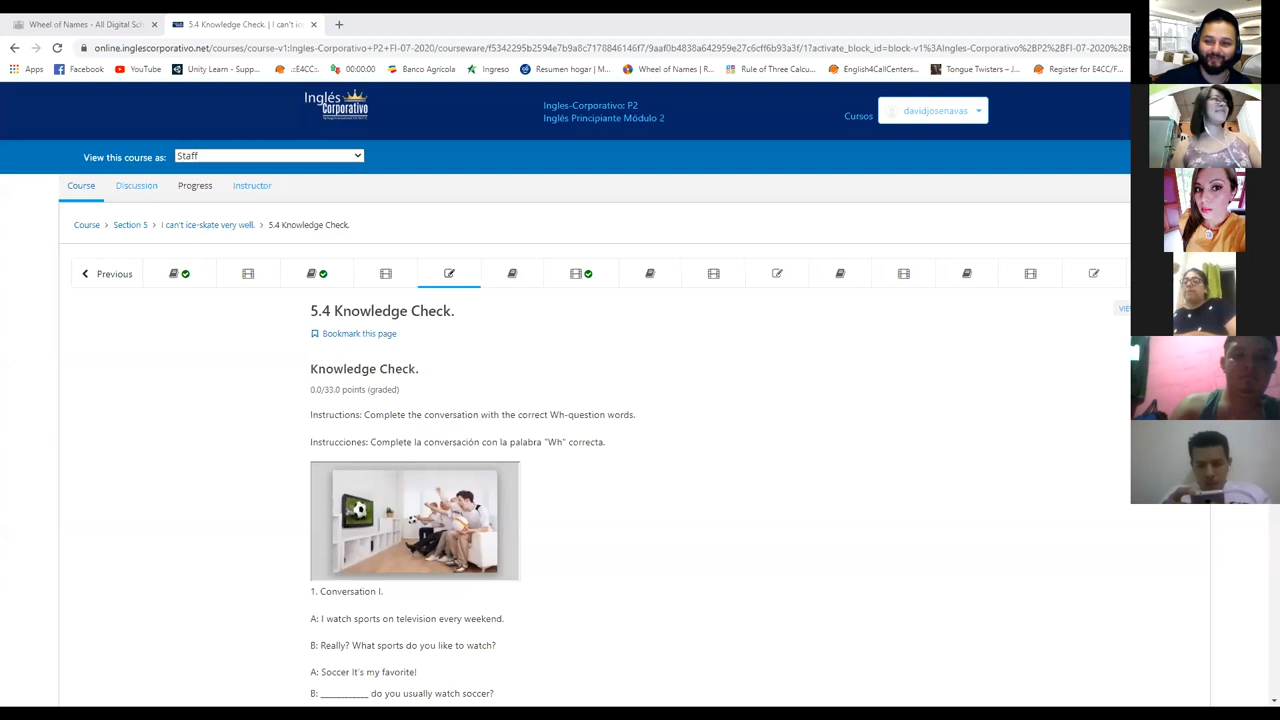 Wheel of Names - All Digital Sch
5.4 Knowledge Check. | I can't ic
online.inglescorporativo.net/courses/course-v1:Ingles-Corporativo+P2+FI-07-2020/courseware/f5342295b2594e7b9a8c7178846146f7/9aaf0b4838a642959e27c6cff6b93a3f/1?activate_block_id=block-v1%3AIngles-Corporativo%2BP2%2BFI-07-2020%2Bt
Apps
Facebook
YouTube
Unity Learn - Supp...
.::E4CC
00:00:00
Banco Agrícola
Ingreso
Resumen hogar | M...
Wheel of Names | R...
Rule of Three Calcu...
English4CallCenters...
Tongue Twisters – J...
Register for E4CC/F...
Inglés Corporativo
Ingles-Corporativo: P2
Inglés Principiante Módulo 2
Cursos
davidjosenavas
View this course as:
Staff
Course
Discussion
Progress
Instructor
Course > Section 5 > I can't ice-skate very well. > 5.4 Knowledge Check.
Previous
5.4 Knowledge Check.
VIE
Bookmark this page
Knowledge Check.
0.0/33.0 points (graded)
Instructions: Complete the conversation with the correct Wh-question words.
Instrucciones: Complete la conversación con la palabra "Wh" correcta.
1. Conversation I.
A: I watch sports on television every weekend.
B: Really? What sports do you like to watch?
A: Soccer It's my favorite!
B: ____________ do you usually watch soccer?